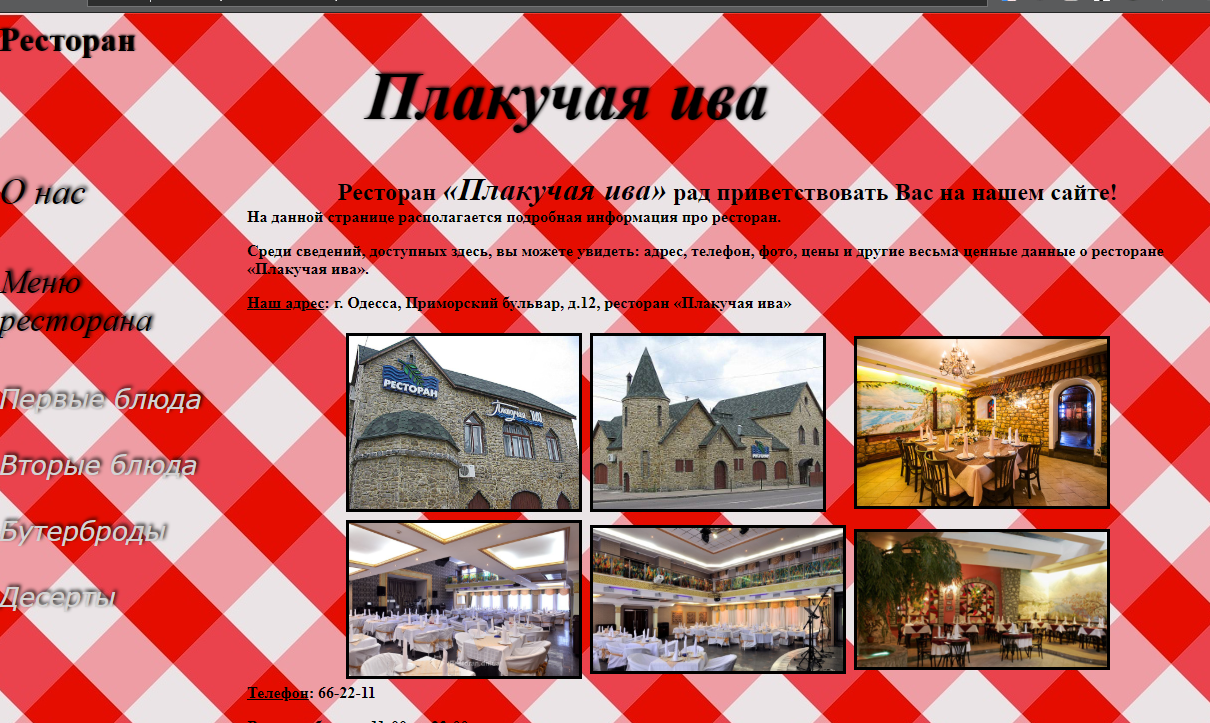 Ресторан
Плакучая ива
О нас
Меню
ресторана
Первые блюда
Вторые блюда
Бутерброды
Десерты
Ресторан «Плакучая ива» рад приветствовать Вас на нашем сайте!
На данной странице располагается подробная информация про ресторан.
Среди сведений, доступных здесь, вы можете увидеть: адрес, телефон, фото, цены и другие весьма ценные данные о ресторане
«Плакучая ива».
Наш адрес: г. Одесса, Приморский бульвар, д.12, ресторан «Плакучая ива»
РЕСТОРАН
Плакучая ИВА
РЕСТОРАН
Телефон: 66-22-11